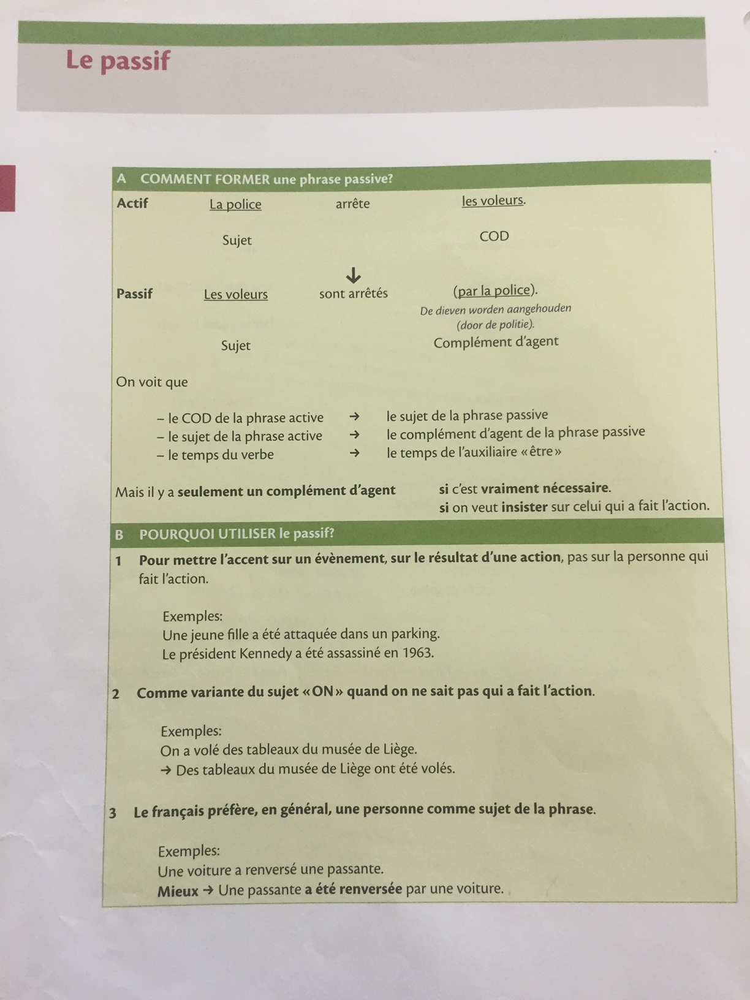 Le passif
A COMMENT FORMER une phrase passive?
Actif La police arrête les voleurs.
Sujet COD
↓
Passif Les voleurs sont arrêtés (par la police).
De dieven worden aangehouden
(door de politie).
Sujet Complément d'agent
On voit que
– le COD de la phrase active → le sujet de la phrase passive
– le sujet de la phrase active → le complément d'agent de la phrase passive
– le temps du verbe → le temps de l'auxiliaire «être»
Mais il y a seulement un complément d'agent si c'est vraiment nécessaire.
si on veut insister sur celui qui a fait l'action.
B POURQUOI UTILISER le passif?
1 Pour mettre l'accent sur un évènement, sur le résultat d'une action, pas sur la personne qui
fait l'action.
Exemples:
Une jeune fille a été attaquée dans un parking.
Le président Kennedy a été assassiné en 1963.
2 Comme variante du sujet «ON» quand on ne sait pas qui a fait l'action.
Exemples:
On a volé des tableaux du musée de Liège.
→ Des tableaux du musée de Liège ont été volés.
3 Le français préfère, en général, une personne comme sujet de la phrase.
Exemples:
Une voiture a renversé une passante.
Mieux → Une passante a été renversée par une voiture.